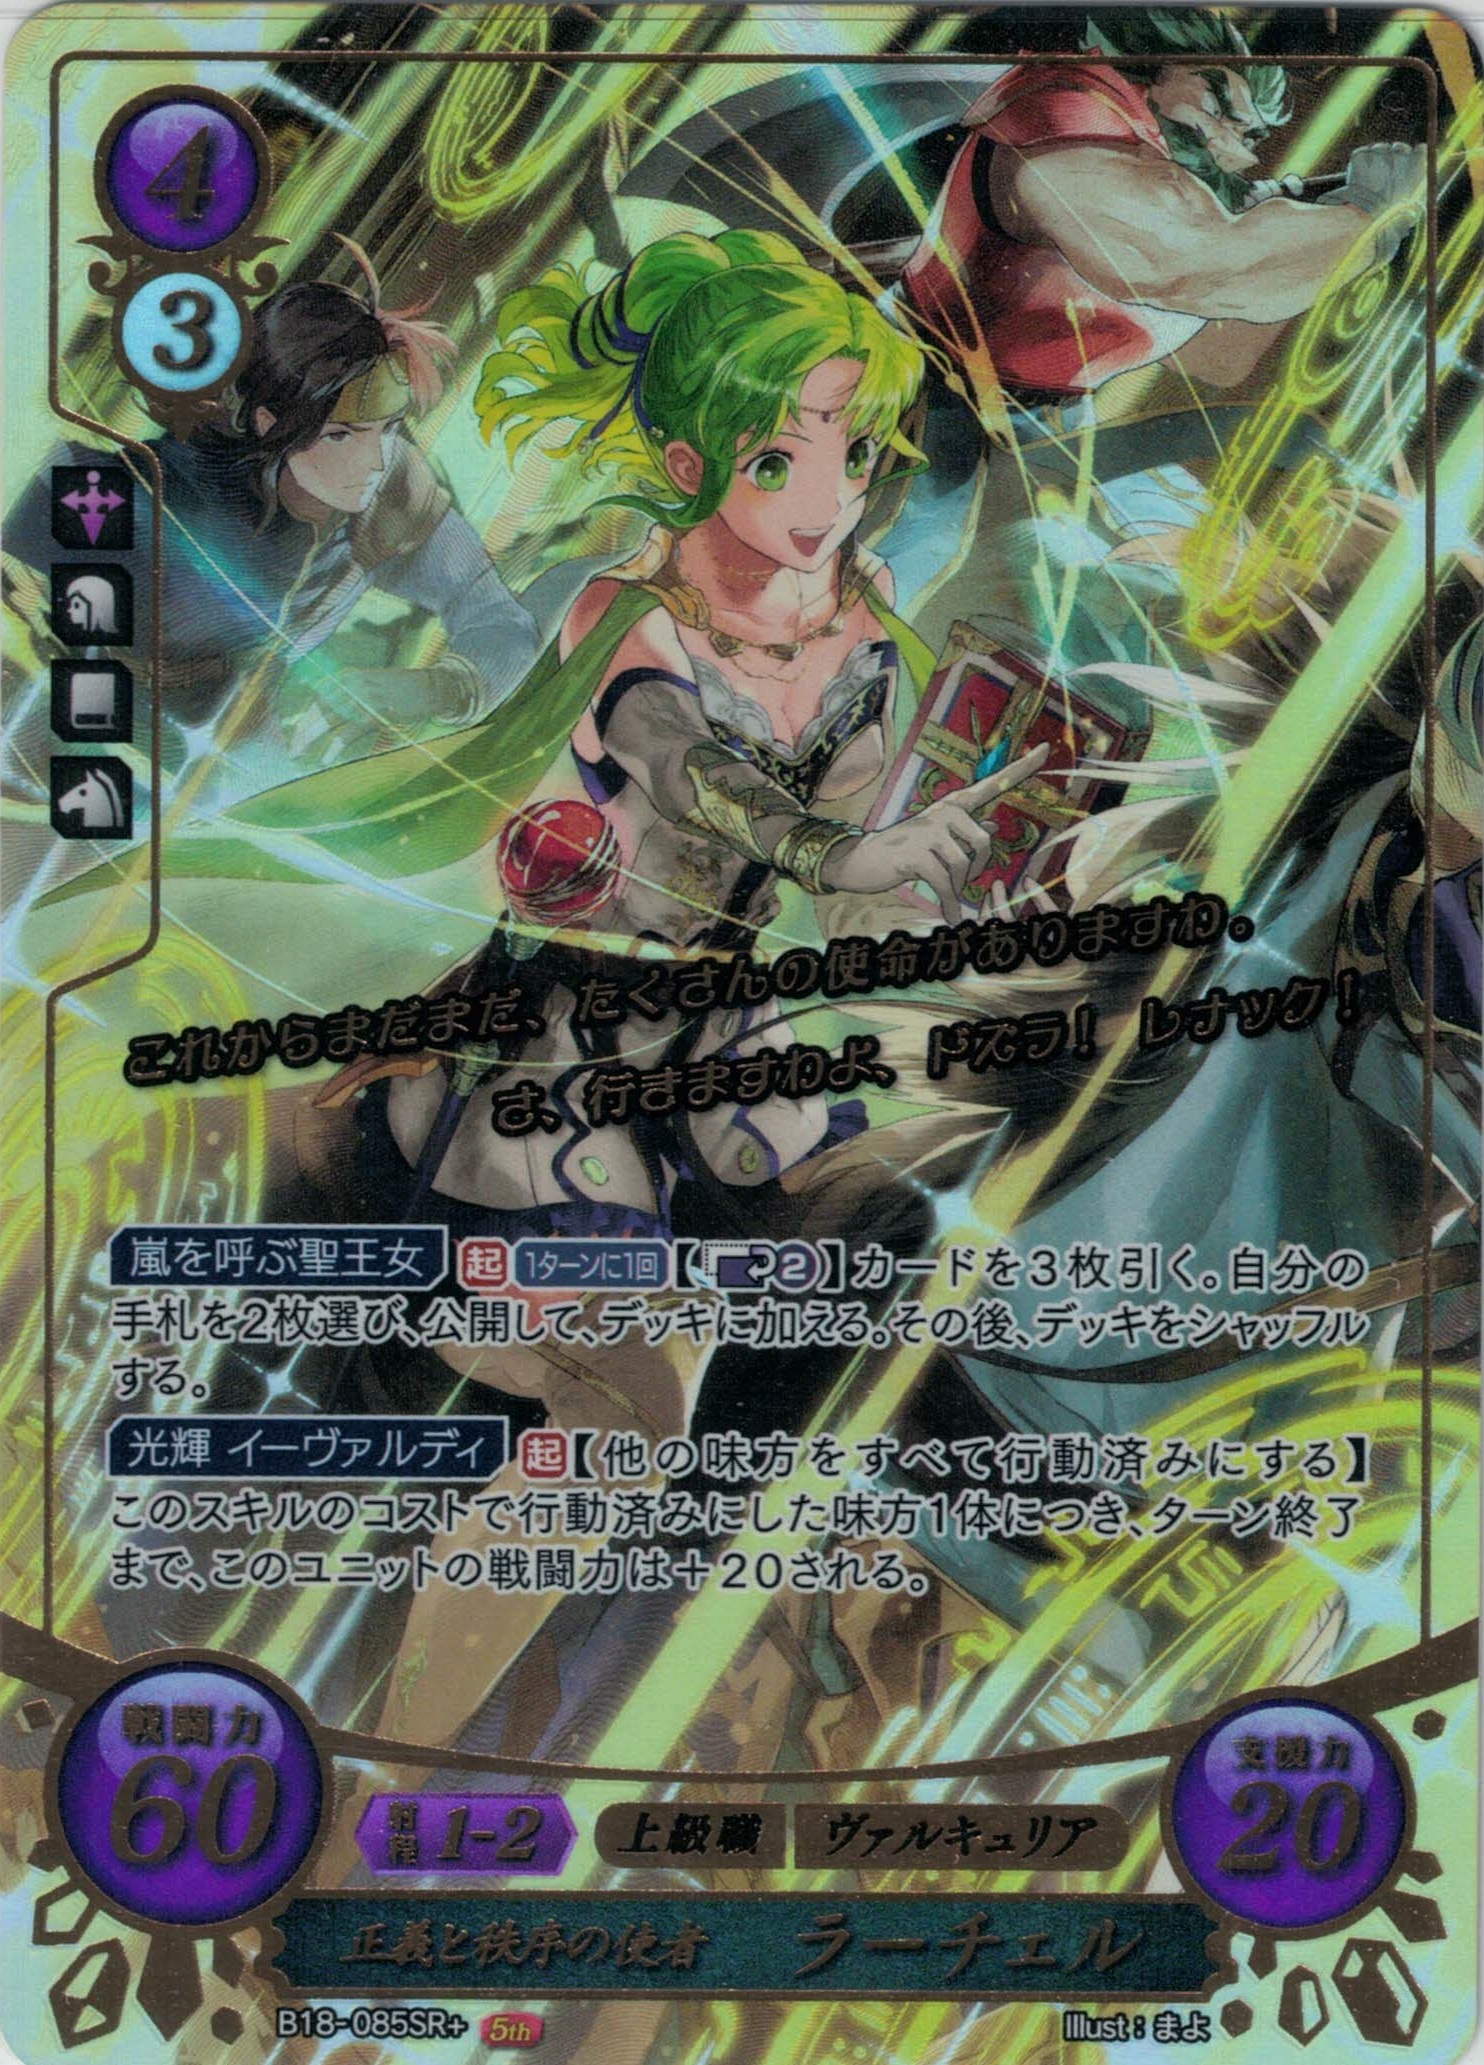 4
3
これからまだまだ、たくさんの使命がありますわ。
さ、行きますわよ、ドズラ！ レナック！
嵐を呼ぶ聖王女 起 1ターンに1回【2】カードを３枚引く。自分の
手札を2枚選び、公開して、デッキに加える。その後、デッキをシャッフル
する。
光輝 イーヴァルディ 起【他の味方をすべて行動済みにする】
このスキルのコストで行動済みにした味方1体につき、ターン終了
まで、このユニットの戦闘力は＋20される。
戦闘力
60
射程 1-2 上級職 ヴァルキュリア
支援力
20
正義と秩序の使者 ラーチェル
B18-085SR+ 5th Illust：まよ